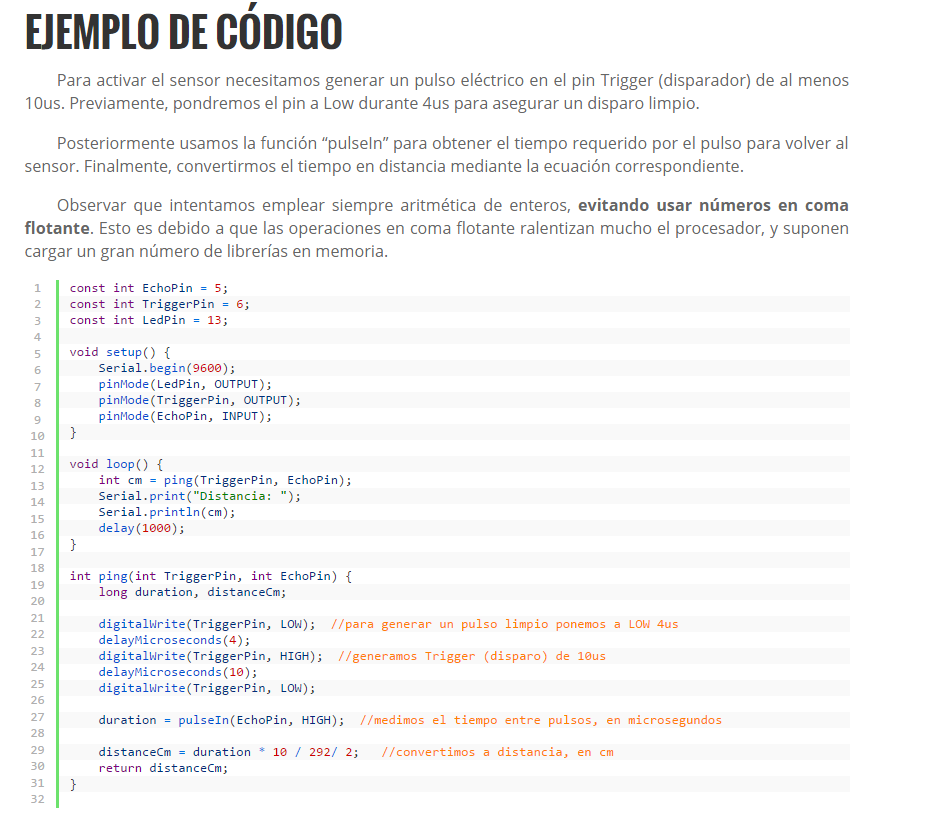 EJEMPLO DE CÓDIGO
Para activar el sensor necesitamos generar un pulso eléctrico en el pin Trigger (disparador) de al menos
10us. Previamente, pondremos el pin a Low durante 4us para asegurar un disparo limpio.
Posteriormente usamos la función “pulseIn” para obtener el tiempo requerido por el pulso para volver al
sensor. Finalmente, convertirmos el tiempo en distancia mediante la ecuación correspondiente.
Observar que intentamos emplear siempre aritmética de enteros, evitando usar números en coma
flotante. Esto es debido a que las operaciones en coma flotante ralentizan mucho el procesador, y suponen
cargar un gran número de librerías en memoria.
1 const int EchoPin = 5;
2 const int TriggerPin = 6;
3 const int LedPin = 13;
4
5 void setup() {
6     Serial.begin(9600);
7     pinMode(LedPin, OUTPUT);
8     pinMode(TriggerPin, OUTPUT);
9     pinMode(EchoPin, INPUT);
10 }
11
12 void loop() {
13     int cm = ping(TriggerPin, EchoPin);
14     Serial.print("Distancia: ");
15     Serial.println(cm);
16     delay(1000);
17 }
18
19 int ping(int TriggerPin, int EchoPin) {
20     long duration, distanceCm;
21
22     digitalWrite(TriggerPin, LOW);  //para generar un pulso limpio ponemos a LOW 4us
23     delayMicroseconds(4);
24     digitalWrite(TriggerPin, HIGH);  //generamos Trigger (disparo) de 10us
25     delayMicroseconds(10);
26     digitalWrite(TriggerPin, LOW);
27
28     duration = pulseIn(EchoPin, HIGH);  //medimos el tiempo entre pulsos, en microsegundos
29
30     distanceCm = duration * 10 / 292/ 2;   //convertimos a distancia, en cm
31     return distanceCm;
32 }